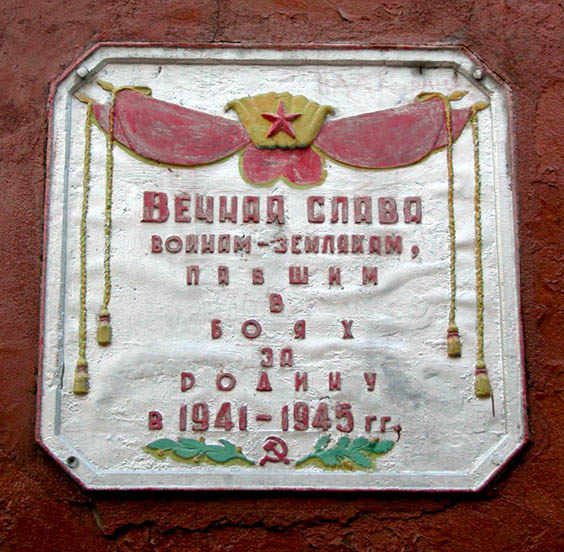 Вечная слава
воинам-землякам,
павшим
в
боях
за
Родину
в 1941-1945 гг.